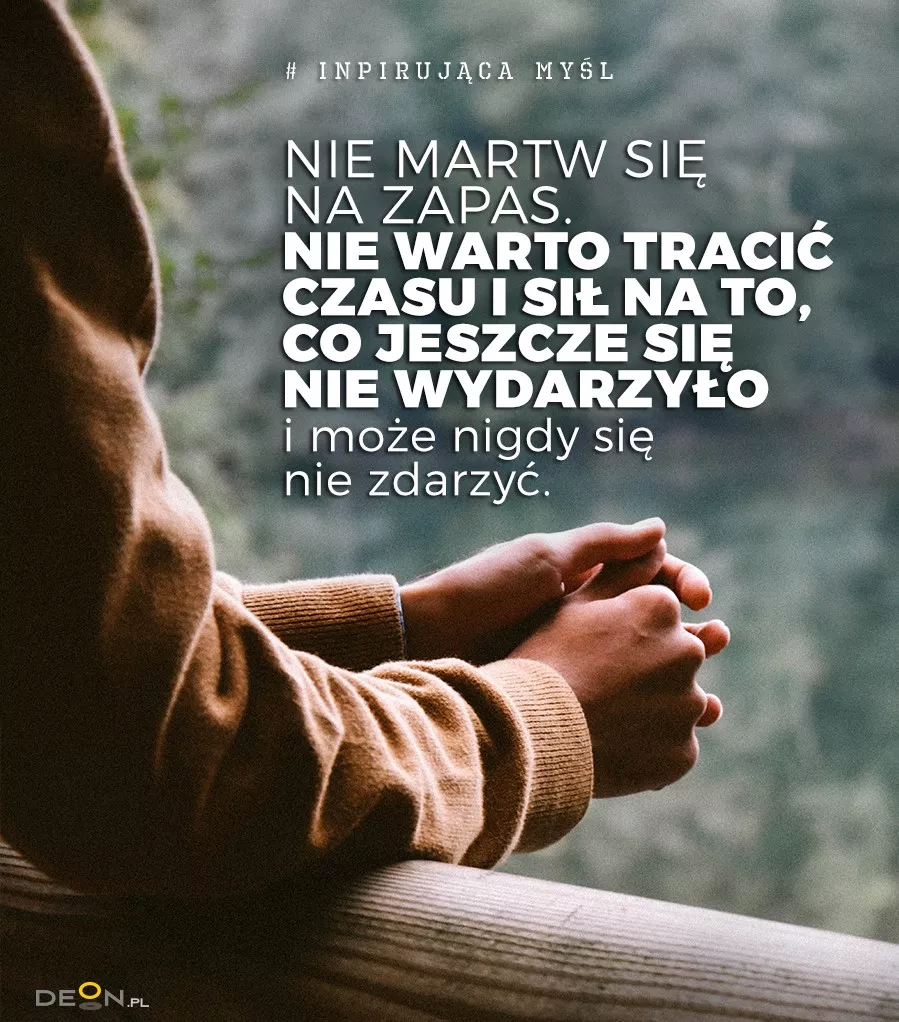 # INPIRUJĄCA MYŚL
NIE MARTW SIĘ
NA ZAPAS.
NIE WARTO TRACIĆ
CZASU I SIŁ NA TO,
CO JESZCZE SIĘ
NIE WYDARZYŁO
i może nigdy się
nie zdarzyć.
DEON.PL